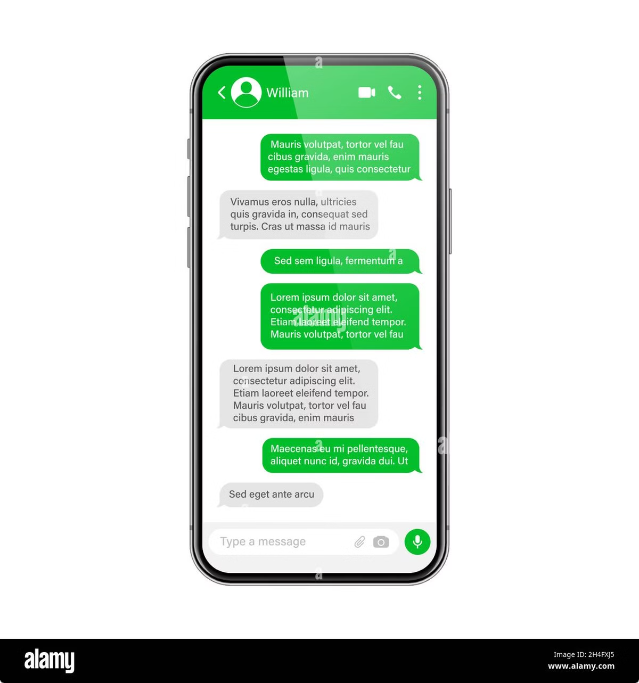 William
Mauris volutpat, tortor vel fau
cibus gravida, enim mauris
egestas ligula, quis consectetur
Vivamus eros nulla, ultricies
quis gravida in, consequat sed
turpis. Cras ut massa id mauris
Sed sem ligula, fermentum a
Lorem ipsum dolor sit amet,
consectetur adipiscing elit.
Etiam laoreet eleifend tempor.
Mauris volutpat, tortor vel fau
Lorem ipsum dolor sit amet,
consectetur adipiscing elit.
Etiam laoreet eleifend tempor.
Mauris volutpat, tortor vel fau
cibus gravida, enim mauris
Maecenas eu mi pellentesque,
aliquet nunc id, gravida dui. Ut
Sed eget ante arcu
Type a message
a
a
alamy
a
a
a
alamy
Image ID: 2H4FXJ5
www.alamy.com